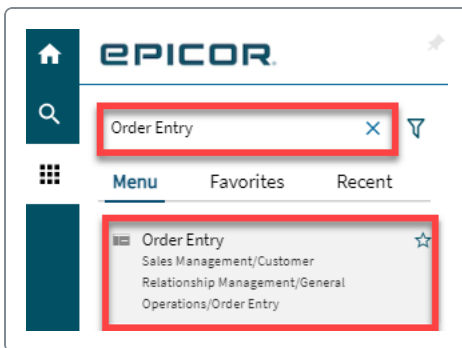 EPICOR
Order Entry
Menu Favorites Recent
Order Entry
Sales Management/Customer
Relationship Management/General
Operations/Order Entry